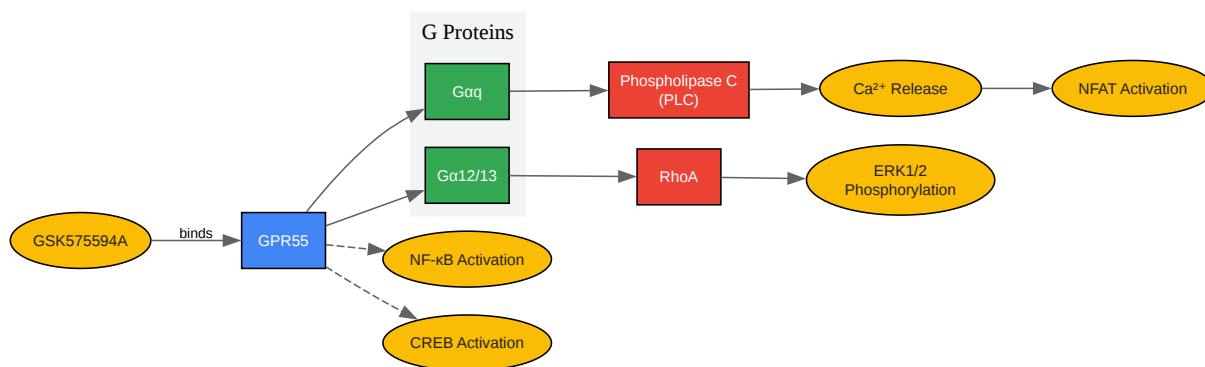 G Proteins
Gαq
Phospholipase C
(PLC)
Ca²⁺ Release
NFAT Activation
Gα12/13
RhoA
ERK1/2
Phosphorylation
GSK575594A
binds
GPR55
NF-κB Activation
CREB Activation